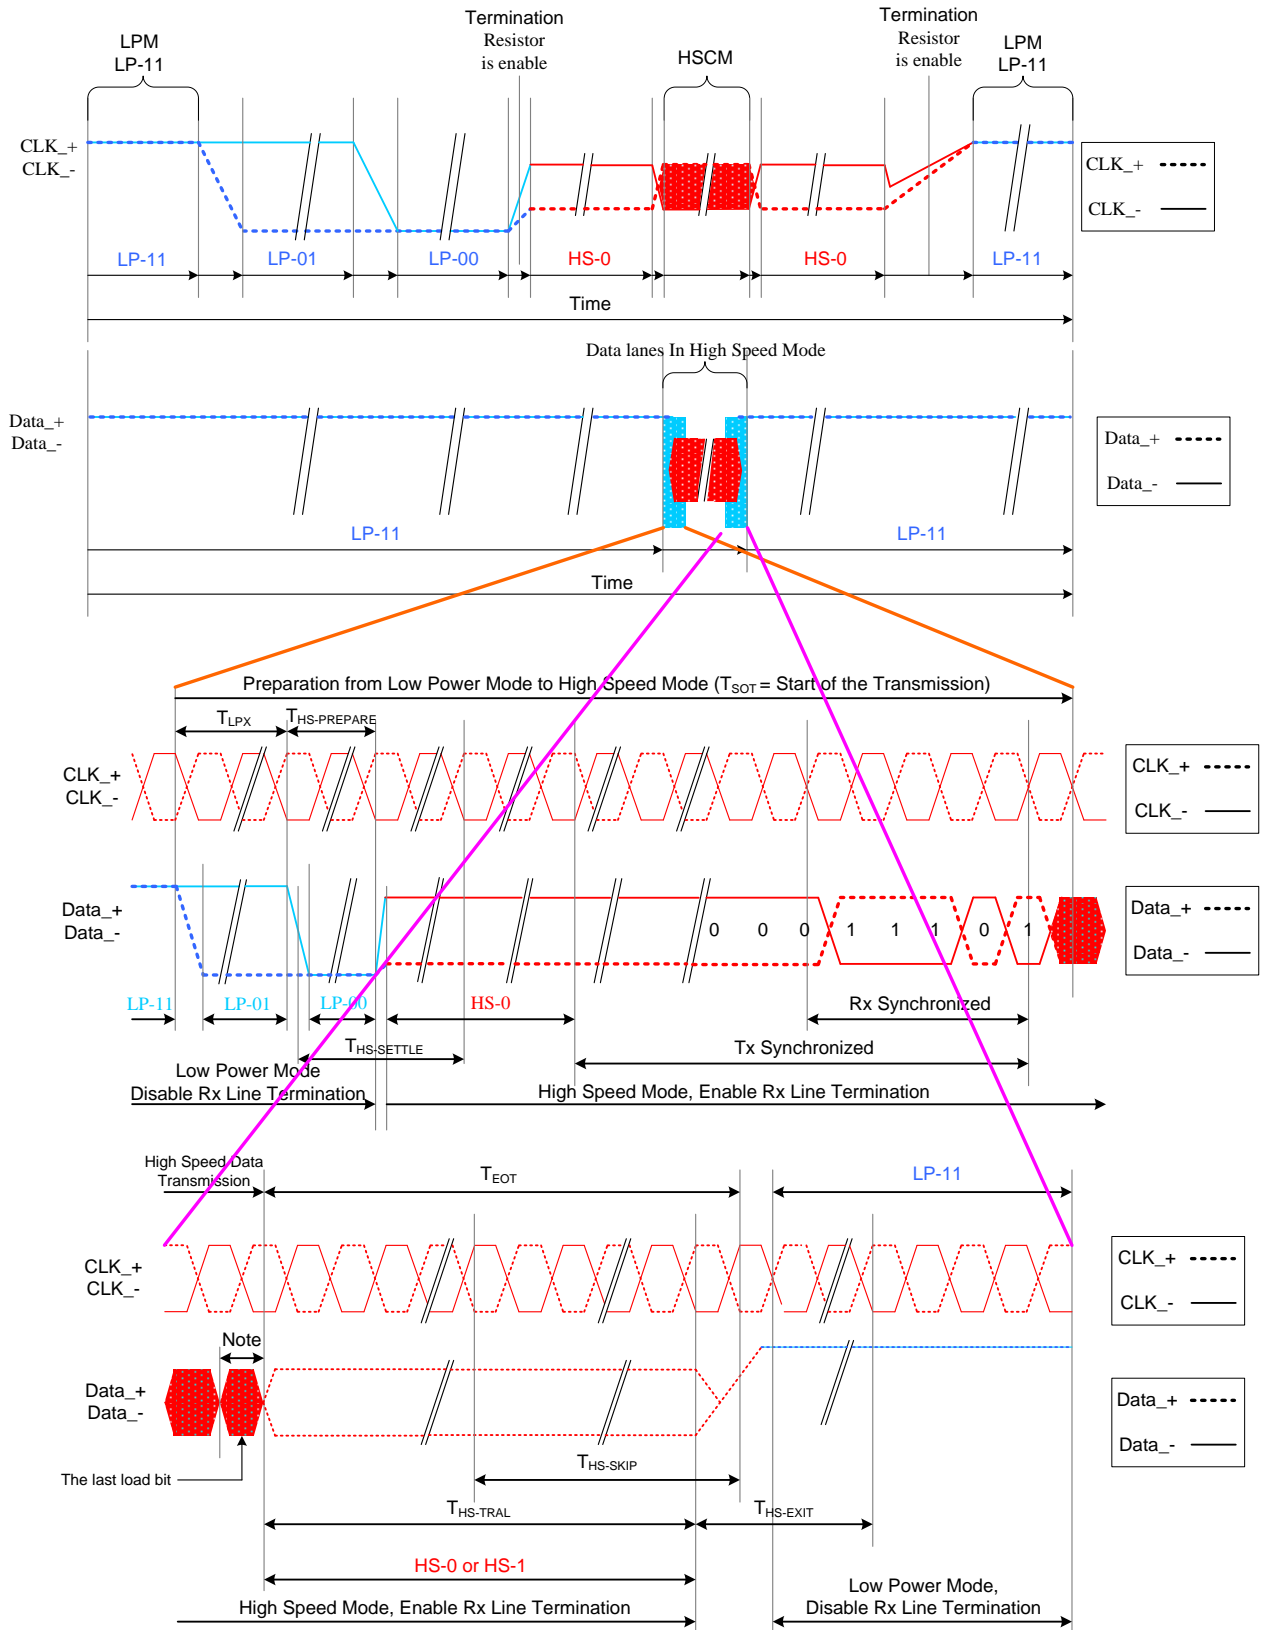 LPM
LP-11
Termination
Resistor
is enable
HSCM
Termination
Resistor
is enable
LPM
LP-11
CLK_+
CLK_-
CLK_+
CLK_-
LP-11
LP-01
LP-00
HS-0
HS-0
LP-11
Time
Data lanes In High Speed Mode
Data_+
Data_-
Data_+
Data_-
LP-11
LP-11
Time
Preparation from Low Power Mode to High Speed Mode (TSOT = Start of the Transmission)
TLPX
THS-PREPARE
CLK_+
CLK_-
CLK_+
CLK_-
Data_+
Data_-
0 0 0 1 1 1 0 1
Data_+
Data_-
LP-11
LP-01
LP-00
HS-0
Rx Synchronized
THS-SETTLE
Tx Synchronized
Low Power Mode
Disable Rx Line Termination
High Speed Mode, Enable Rx Line Termination
High Speed Data
Transmission
TEOT
LP-11
CLK_+
CLK_-
CLK_+
CLK_-
Note
Data_+
Data_-
Data_+
Data_-
The last load bit
THS-SKIP
THS-TRAL
THS-EXIT
HS-0 or HS-1
High Speed Mode, Enable Rx Line Termination
Low Power Mode,
Disable Rx Line Termination